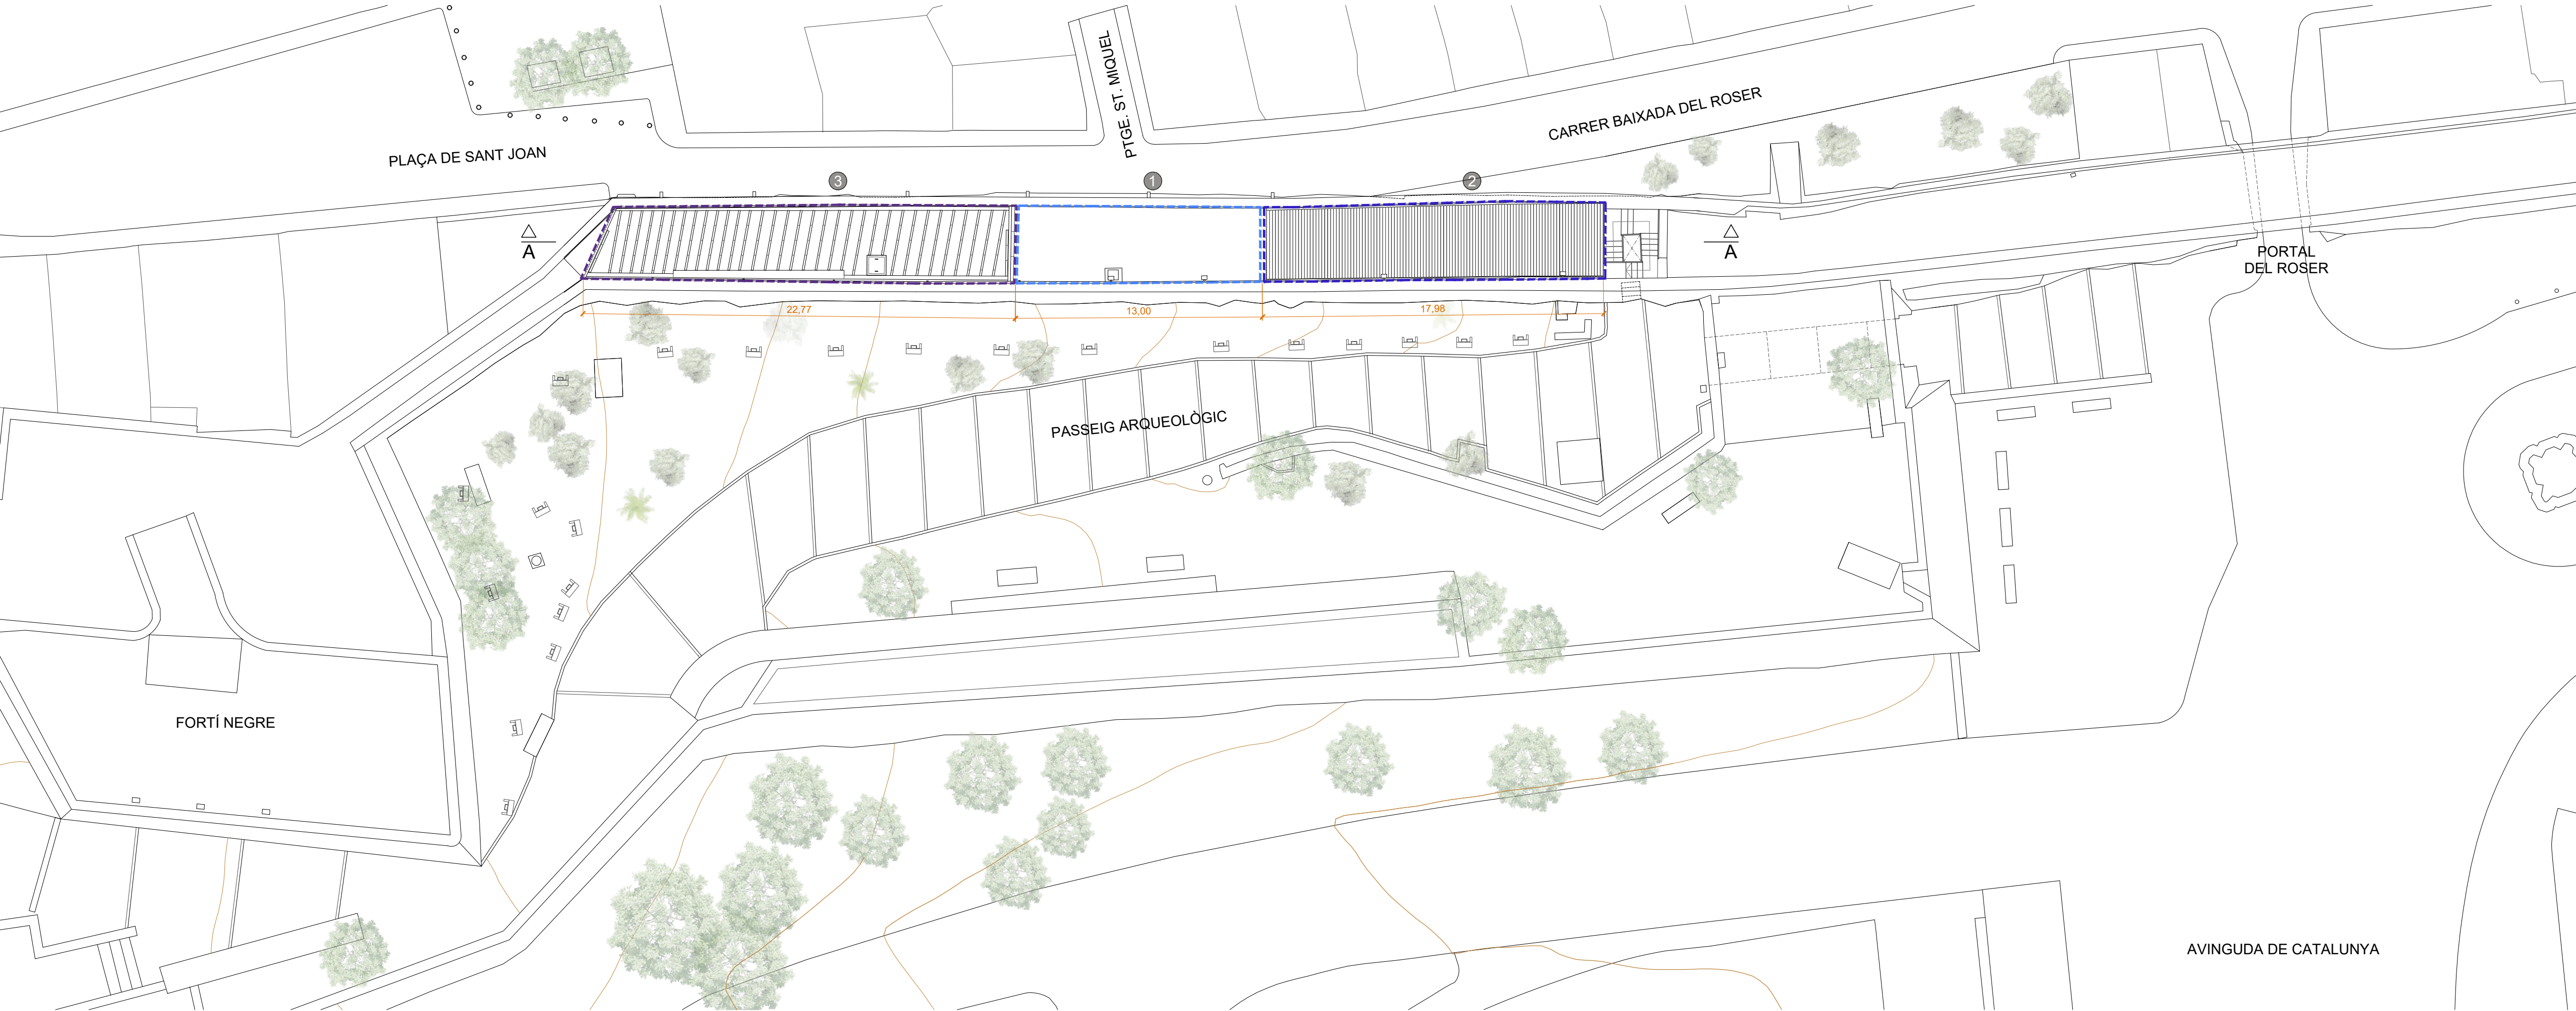 PTGE. ST. MIQUEL
CARRER BAIXADA DEL ROSER
PLAÇA DE SANT JOAN
3
1
2
A
A
PORTAL
DEL ROSER
22,77
13,00
17,98
PASSEIG ARQUEOLÒGIC
FORTÍ NEGRE
AVINGUDA DE CATALUNYA